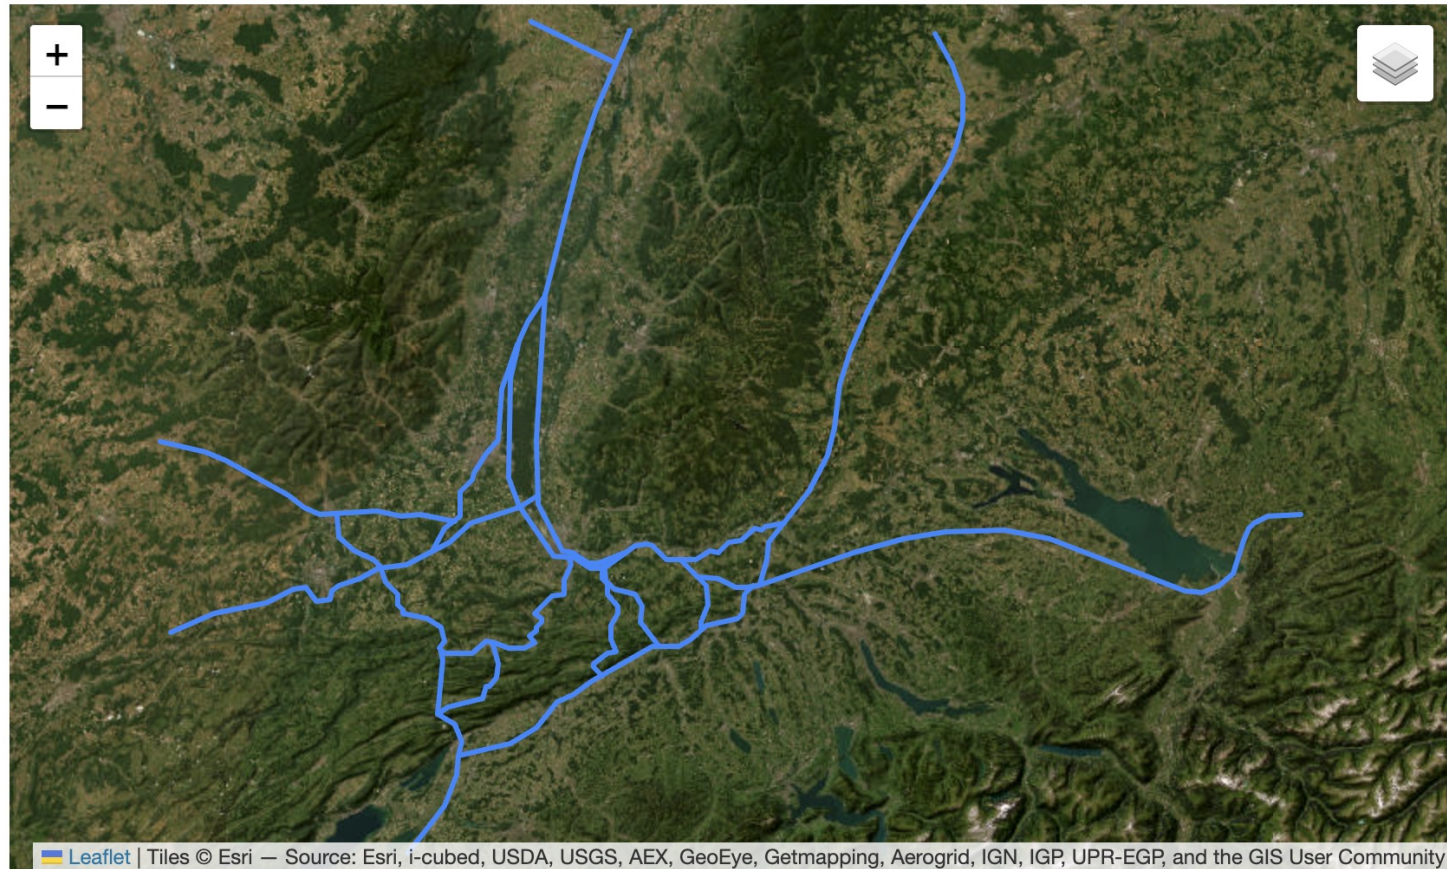 +
−
Leaflet | Tiles © Esri — Source: Esri, i-cubed, USDA, USGS, AEX, GeoEye, Getmapping, Aerogrid, IGN, IGP, UPR-EGP, and the GIS User Community